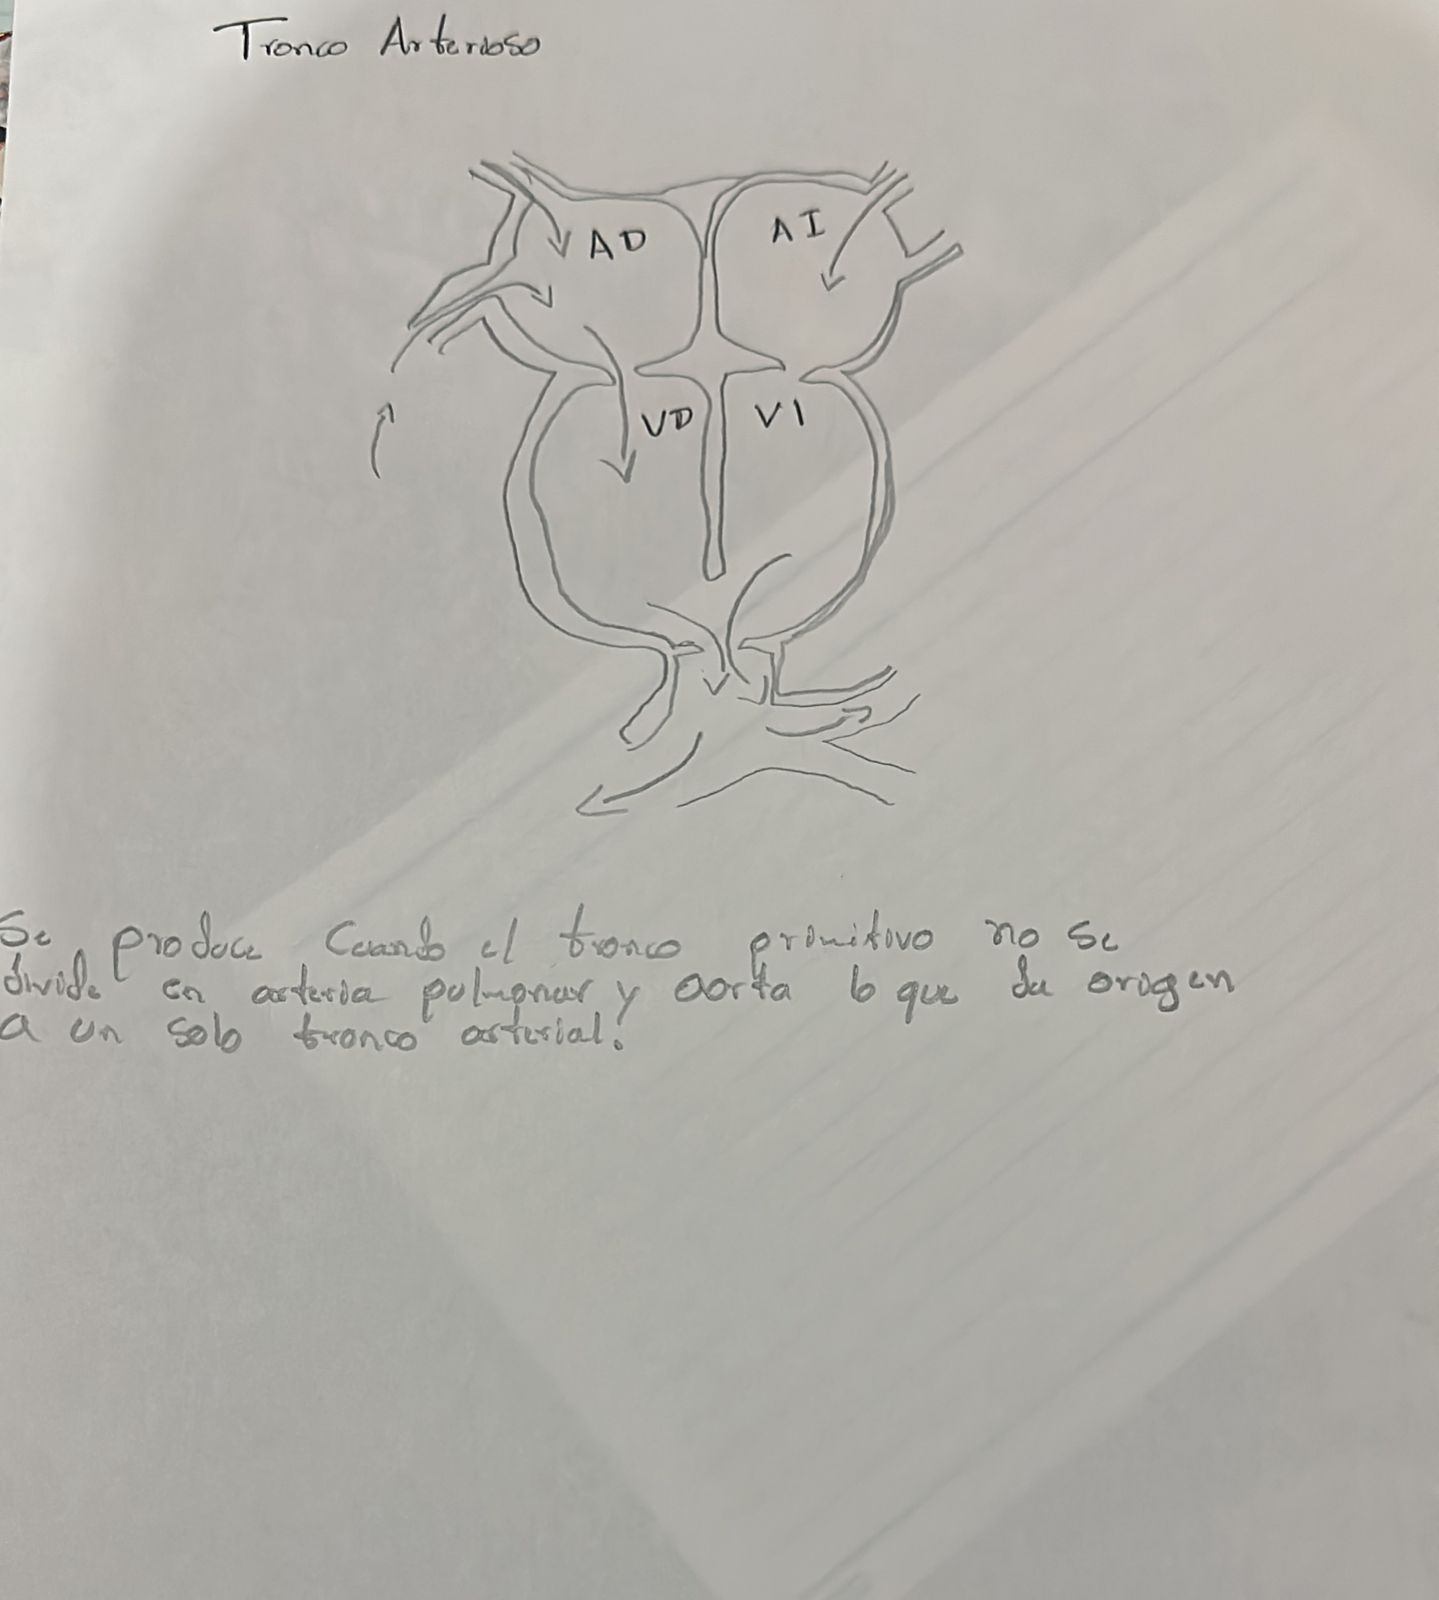 Tronco Arterioso
AD
AI
VD
VI
Se produce Cuando el tronco primitivo no se
divide en arteria pulmonar y aorta lo que da origen
a un solo tronco arterial.